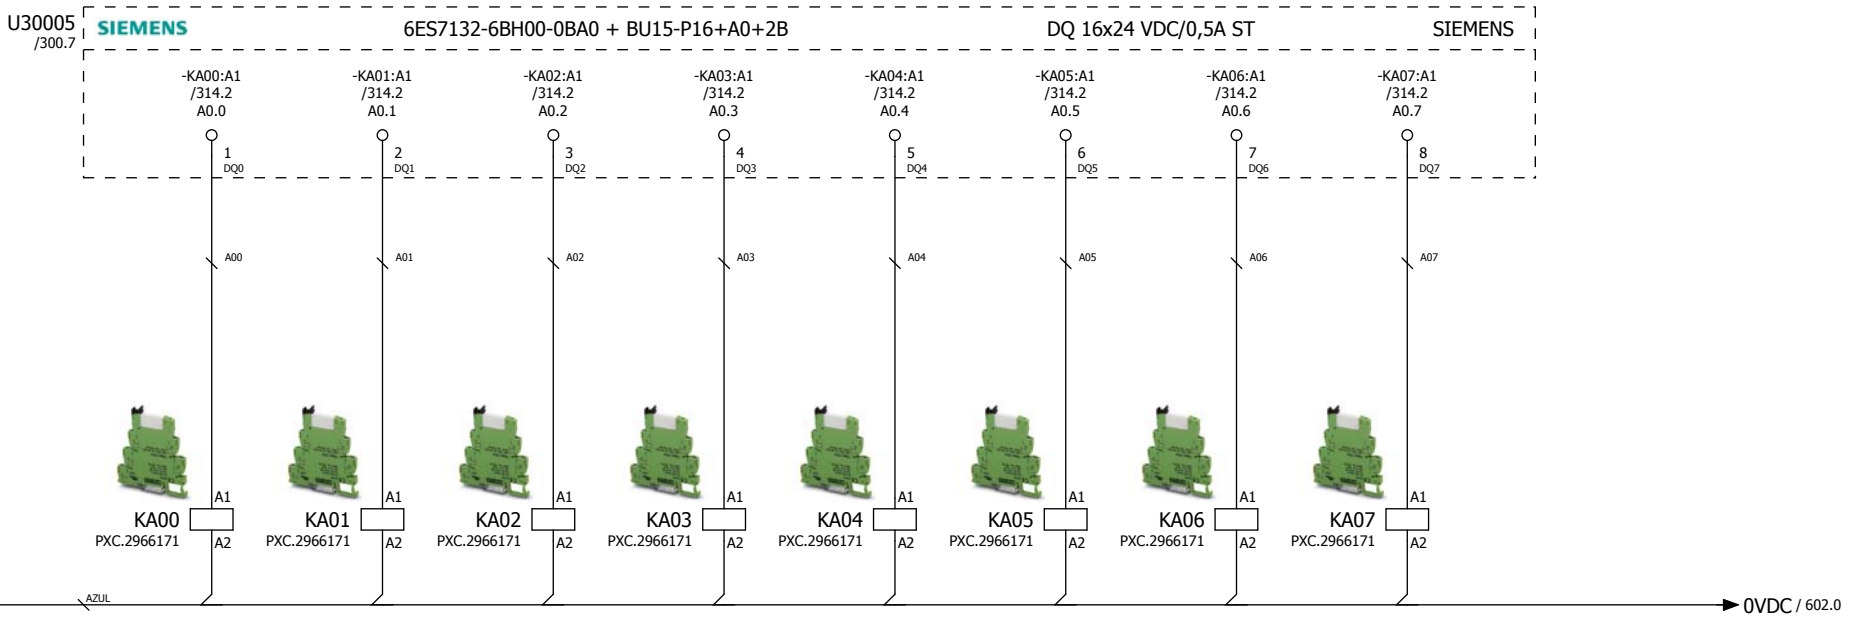 U30005
/300.7
SIEMENS 6ES7132-6BH00-0BA0 + BU15-P16+A0+2B DQ 16x24 VDC/0,5A ST SIEMENS
-KA00:A1 -KA01:A1 -KA02:A1 -KA03:A1 -KA04:A1 -KA05:A1 -KA06:A1 -KA07:A1
/314.2 /314.2 /314.2 /314.2 /314.2 /314.2 /314.2 /314.2
A0.0 A0.1 A0.2 A0.3 A0.4 A0.5 A0.6 A0.7
1 2 3 4 5 6 7 8
DQ0 DQ1 DQ2 DQ3 DQ4 DQ5 DQ6 DQ7
A00 A01 A02 A03 A04 A05 A06 A07
A1 A1 A1 A1 A1 A1 A1 A1
KA00 KA01 KA02 KA03 KA04 KA05 KA06 KA07
PXC.2966171 A2 PXC.2966171 A2 PXC.2966171 A2 PXC.2966171 A2 PXC.2966171 A2 PXC.2966171 A2 PXC.2966171 A2 PXC.2966171 A2
AZUL
0VDC / 602.0